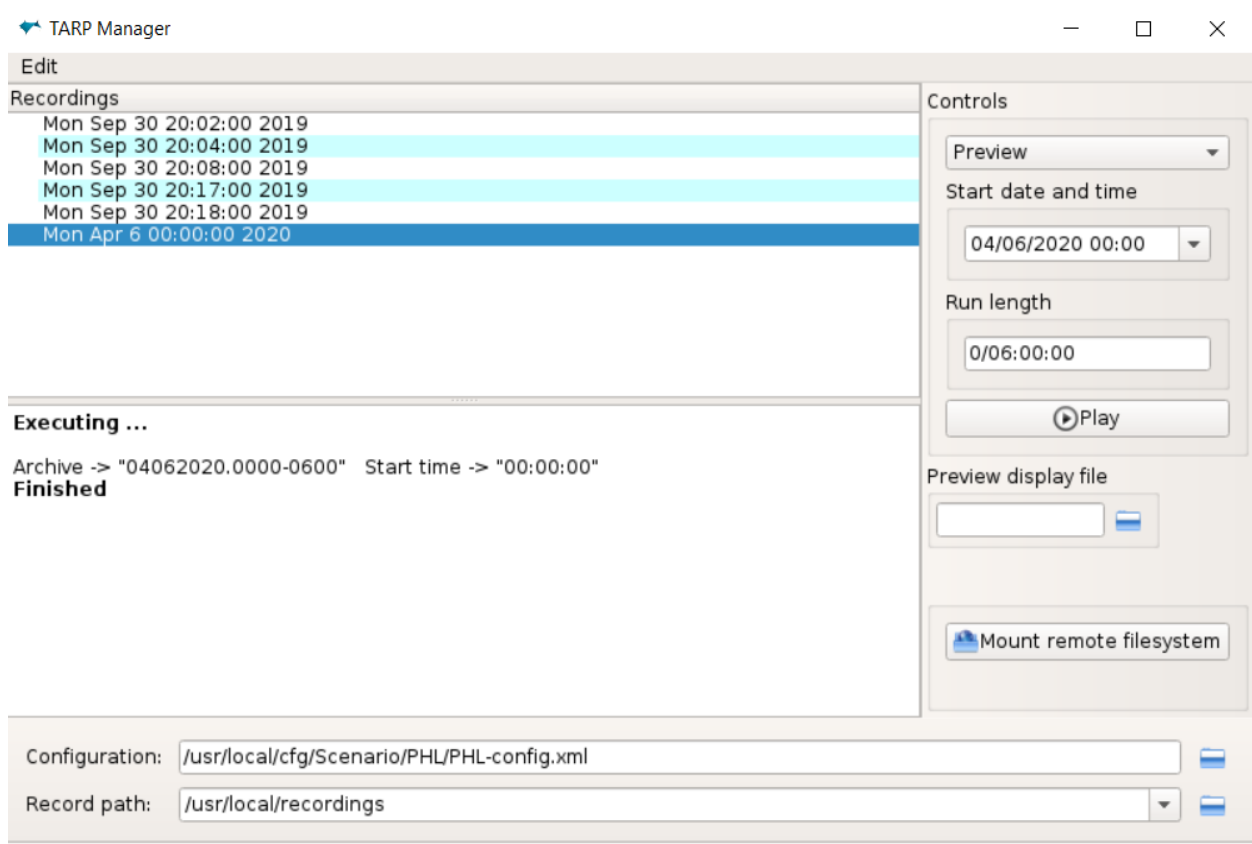 TARP Manager
Edit
Recordings
Mon Sep 30 20:02:00 2019
Mon Sep 30 20:04:00 2019
Mon Sep 30 20:08:00 2019
Mon Sep 30 20:17:00 2019
Mon Sep 30 20:18:00 2019
Mon Apr 6 00:00:00 2020
Executing ...
Archive -> "04062020.0000-0600" Start time -> "00:00:00"
Finished
Controls
Preview
Start date and time
04/06/2020 00:00
Run length
0/06:00:00
Play
Preview display file
Mount remote filesystem
Configuration: /usr/local/cfg/Scenario/PHL/PHL-config.xml
Record path: /usr/local/recordings